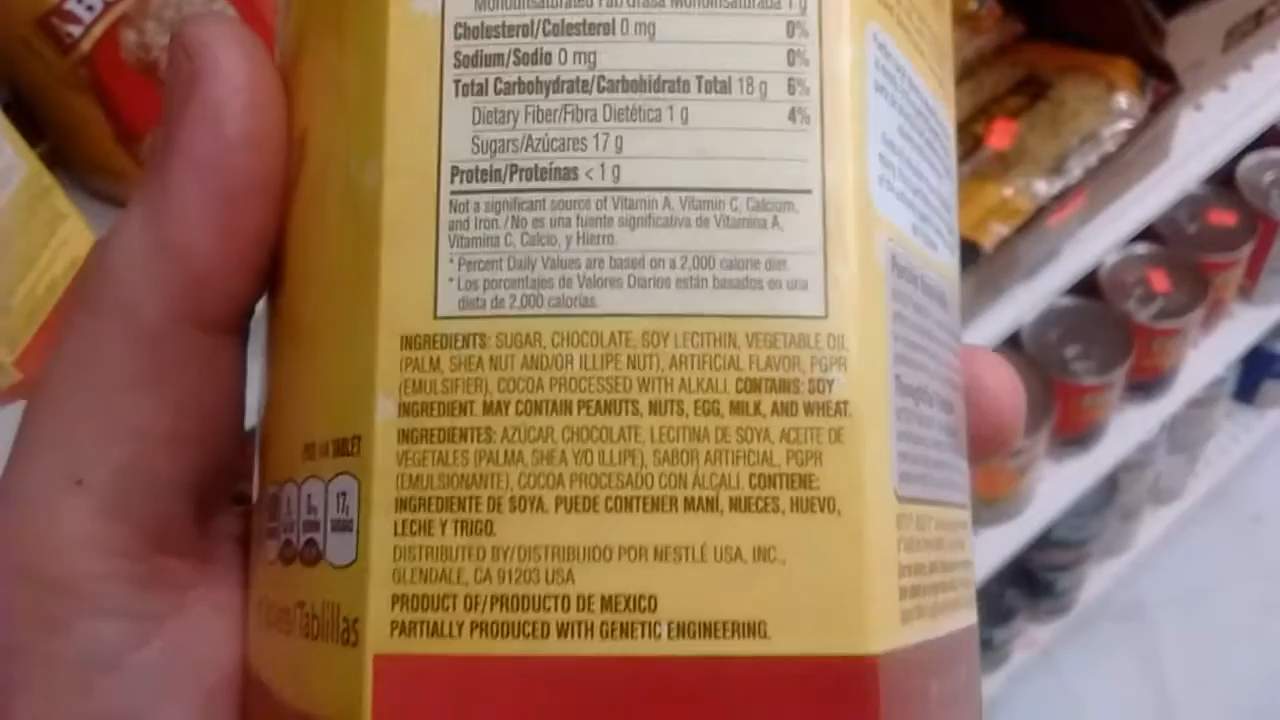 Monounsaturated Fat/Grasa Monoinsaturada 1 g
Cholesterol/Colesterol 0 mg 0%
Sodium/Sodio 0 mg 0%
Total Carbohydrate/Carbohidrato Total 18 g 6%
Dietary Fiber/Fibra Dietética 1 g 4%
Sugars/Azúcares 17 g
Protein/Proteínas < 1 g
Not a significant source of Vitamin A, Vitamin C, Calcium,
and Iron. / No es una fuente significativa de Vitamina A,
Vitamina C, Calcio, y Hierro.
* Percent Daily Values are based on a 2,000 calorie diet.
* Los porcentajes de Valores Diarios están basados en una
dieta de 2,000 calorías.
INGREDIENTS: SUGAR, CHOCOLATE, SOY LECITHIN, VEGETABLE OIL
(PALM, SHEA NUT AND/OR ILLIPE NUT), ARTIFICIAL FLAVOR, PGPR
(EMULSIFIER), COCOA PROCESSED WITH ALKALI. CONTAINS: SOY
INGREDIENT. MAY CONTAIN PEANUTS, NUTS, EGG, MILK, AND WHEAT.
INGREDIENTES: AZÚCAR, CHOCOLATE, LECITINA DE SOYA, ACEITE DE
VEGETALES (PALMA, SHEA Y/O ILLIPE), SABOR ARTIFICIAL, PGPR
(EMULSIONANTE), COCOA PROCESADO CON ÁLCALI. CONTIENE:
INGREDIENTE DE SOYA. PUEDE CONTENER MANÍ, NUECES, HUEVO,
LECHE Y TRIGO.
DISTRIBUTED BY/DISTRIBUIDO POR NESTLÉ USA, INC.,
GLENDALE, CA 91203 USA
PRODUCT OF/PRODUCTO DE MEXICO
PARTIALLY PRODUCED WITH GENETIC ENGINEERING.
TABLET
17g
/Tablillas